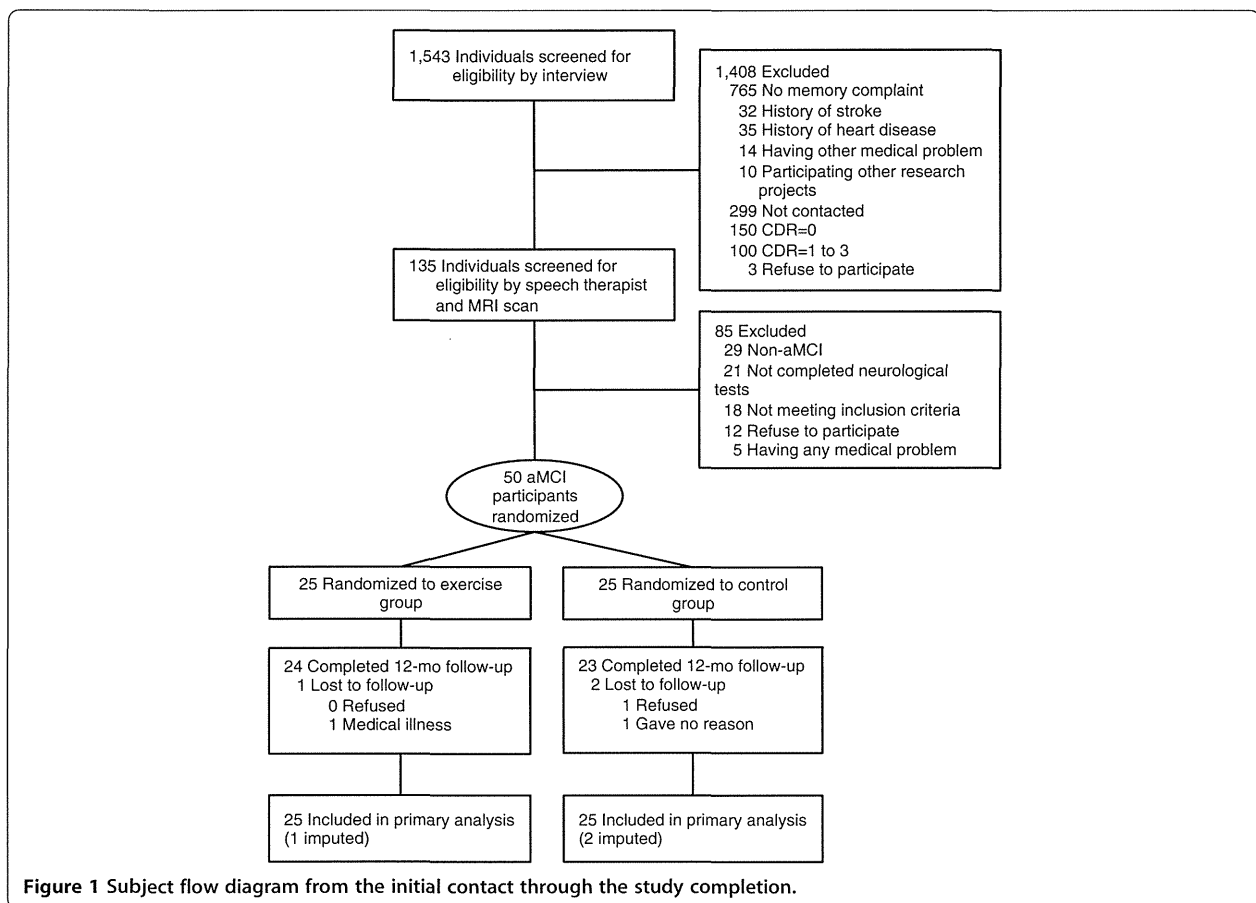 1,543 Individuals screened for
eligibility by interview
1,408 Excluded
765 No memory complaint
32 History of stroke
35 History of heart disease
14 Having other medical problem
10 Participating other research
projects
299 Not contacted
150 CDR=0
100 CDR=1 to 3
3 Refuse to participate
135 Individuals screened for
eligibility by speech therapist
and MRI scan
85 Excluded
29 Non-aMCI
21 Not completed neurological
tests
18 Not meeting inclusion criteria
12 Refuse to participate
5 Having any medical problem
50 aMCI
participants
randomized
25 Randomized to exercise
group
25 Randomized to control
group
24 Completed 12-mo follow-up
1 Lost to follow-up
0 Refused
1 Medical illness
23 Completed 12-mo follow-up
2 Lost to follow-up
1 Refused
1 Gave no reason
25 Included in primary analysis
(1 imputed)
25 Included in primary analysis
(2 imputed)
Figure 1 Subject flow diagram from the initial contact through the study completion.